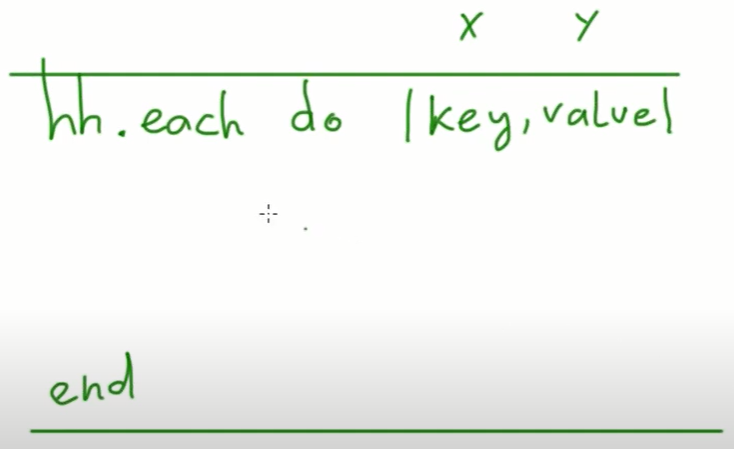 x y
hh.each do |key, value|
end